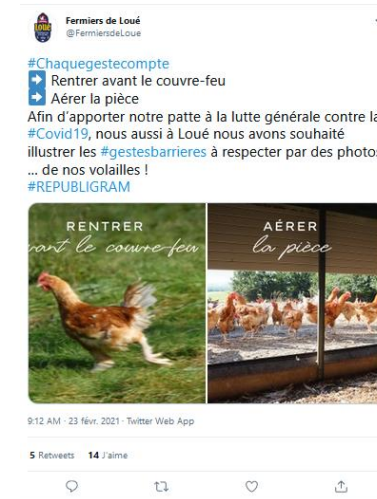 Loué
Fermiers de Loué
@FermiersdeLoue
#Chaquegestecompte
➡ Rentrer avant le couvre-feu
➡ Aérer la pièce
Afin d'apporter notre patte à la lutte générale contre la
#Covid19, nous aussi à Loué nous avons souhaité
illustrer les #gestesbarrieres à respecter par des photos
... de nos volailles !
#REPUBLIGRAM
RENTRER
avant le couvre-feu
AÉRER
la pièce
9:12 AM · 23 févr. 2021 · Twitter Web App
5 Retweets 14 J'aime